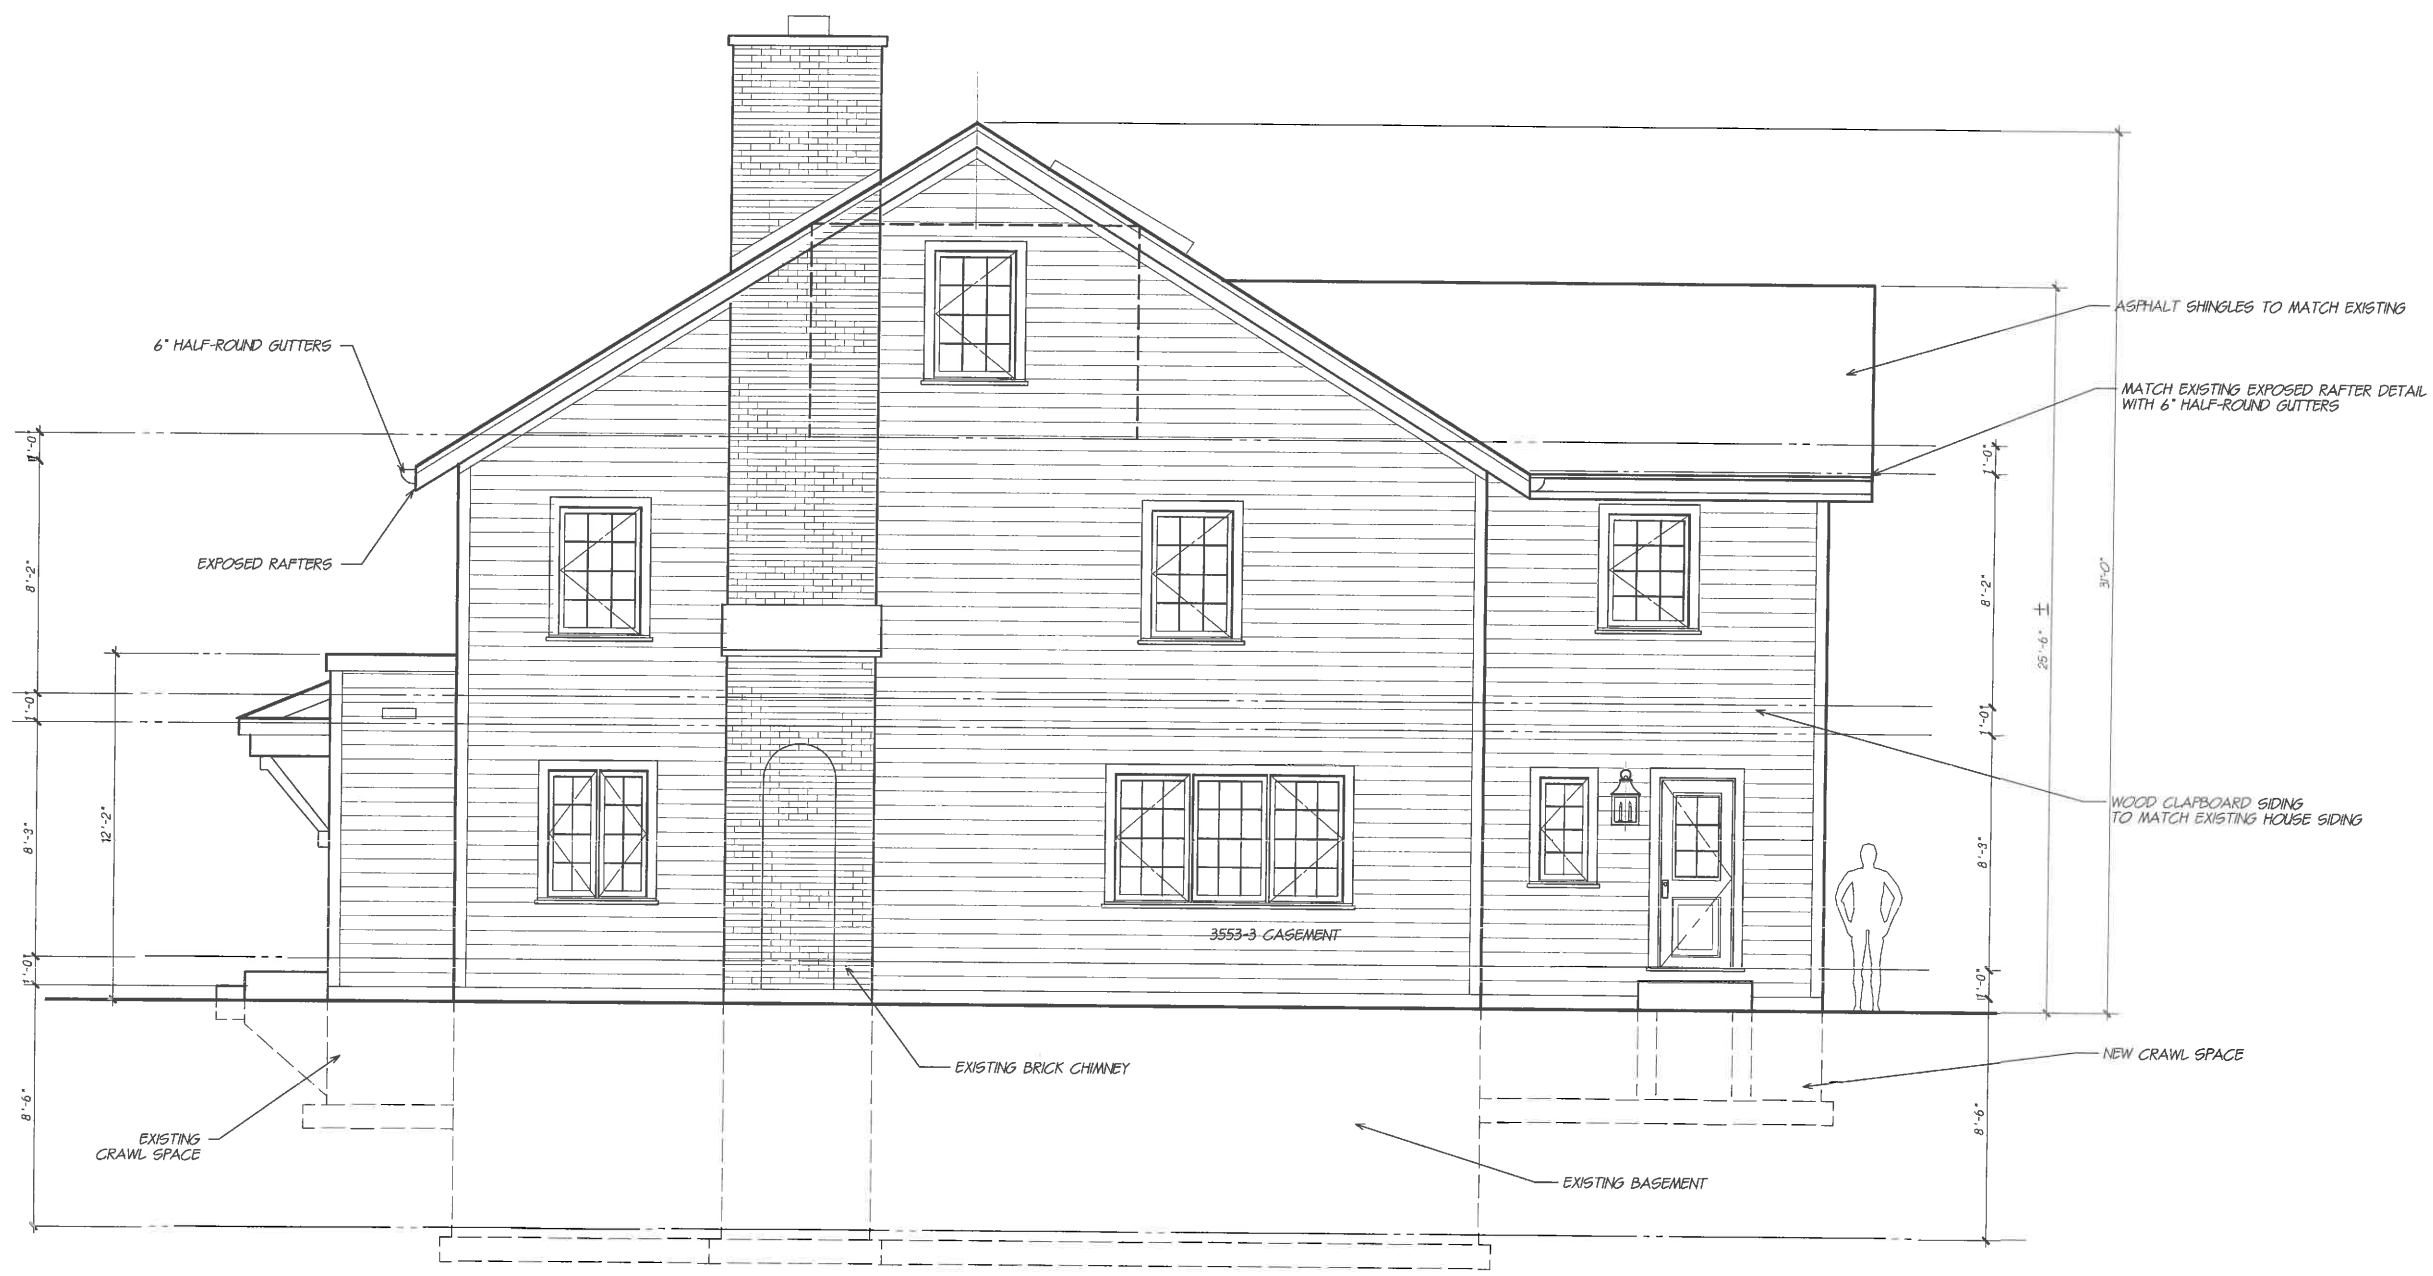 ASPHALT SHINGLES TO MATCH EXISTING
6" HALF-ROUND GUTTERS
MATCH EXISTING EXPOSED RAFTER DETAIL
WITH 6" HALF-ROUND GUTTERS
1'-0"
1'-0"
EXPOSED RAFTERS
8'-2"
8'-2"
31'-0"
25'-6" ±
1'-0"
1'-0"
WOOD CLAPBOARD SIDING
TO MATCH EXISTING HOUSE SIDING
12'-2"
8'-3"
8'-3"
3553-3 CASEMENT
1'-0"
1'-0"
NEW CRAWL SPACE
EXISTING BRICK CHIMNEY
8'-6"
8'-6"
EXISTING
CRAWL SPACE
EXISTING BASEMENT